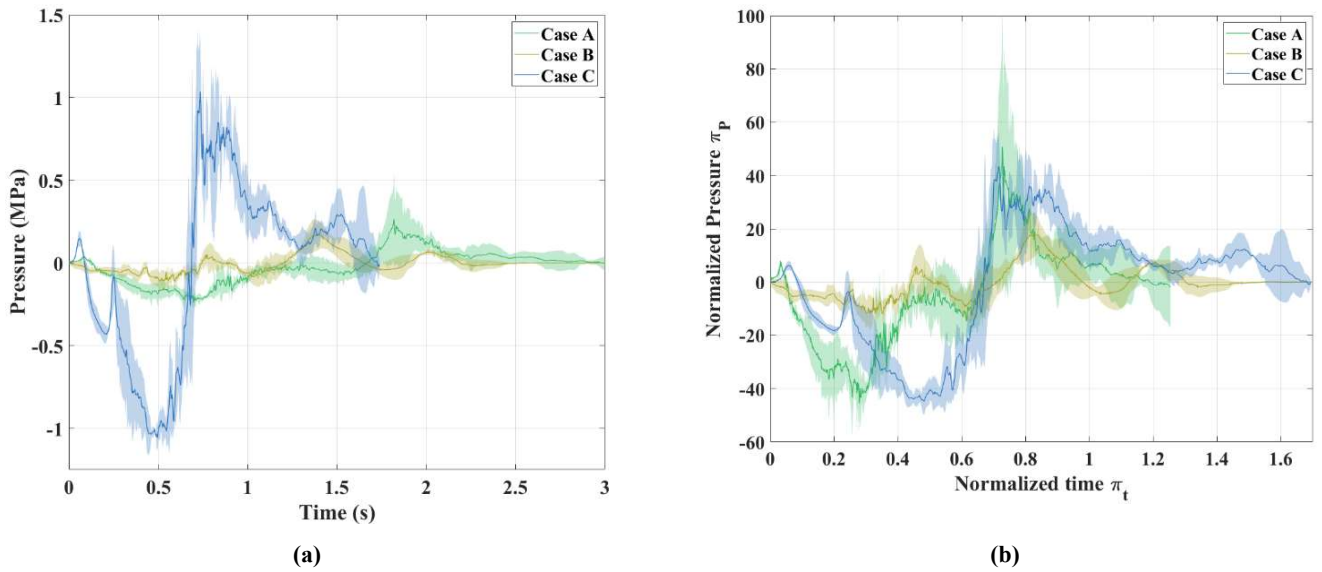 1.5
1
0.5
0
-0.5
-1
Pressure (MPa)
0 0.5 1 1.5 2 2.5 3
Time (s)
Case A
Case B
Case C
(a)
100
80
60
40
20
0
-20
-40
-60
Normalized Pressure π_P
0 0.2 0.4 0.6 0.8 1 1.2 1.4 1.6
Normalized time π_t
Case A
Case B
Case C
(b)